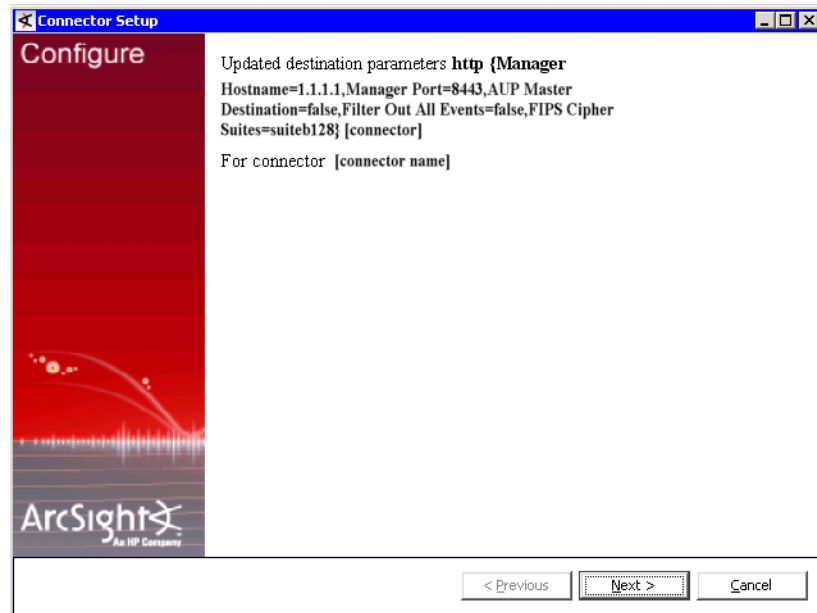 Connector Setup
Configure
Updated destination parameters http {Manager
Hostname=1.1.1.1,Manager Port=8443,AUP Master
Destination=false,Filter Out All Events=false,FIPS Cipher
Suites=suiteb128} [connector]
For connector [connector name]
ArcSight
An HP Company
< Previous
Next >
Cancel